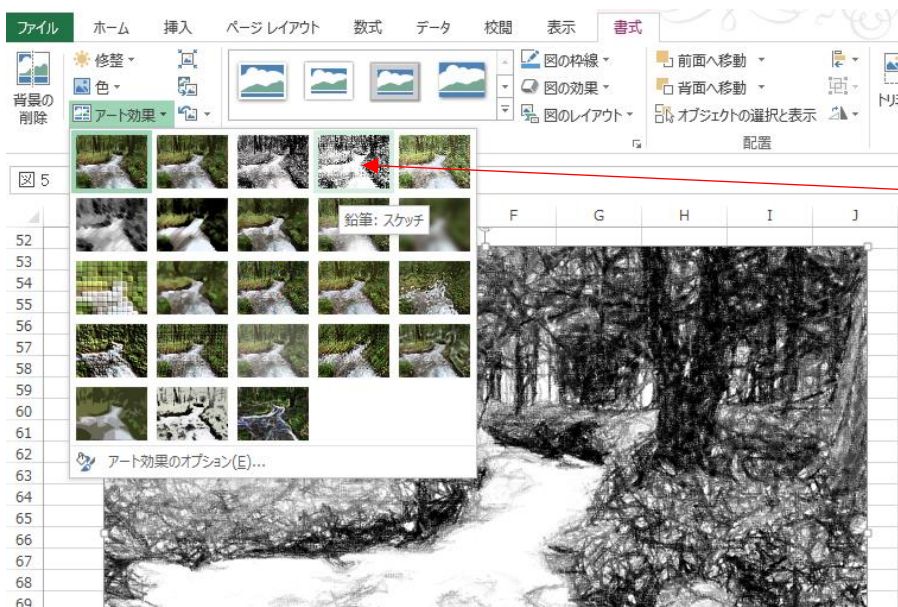 ファイル ホーム 挿入 ページ レイアウト 数式 データ 校閲 表示 書式
修整 図の枠線 前面へ移動
背景の 色 図の効果 背面へ移動
削除 アート効果 図のレイアウト オブジェクトの選択と表示
配置
図 5
鉛筆: スケッチ
F G H I J
52
53
54
55
56
57
58
59
60
61
62
アート効果のオプション(E)...
63
64
65
66
67
68
69